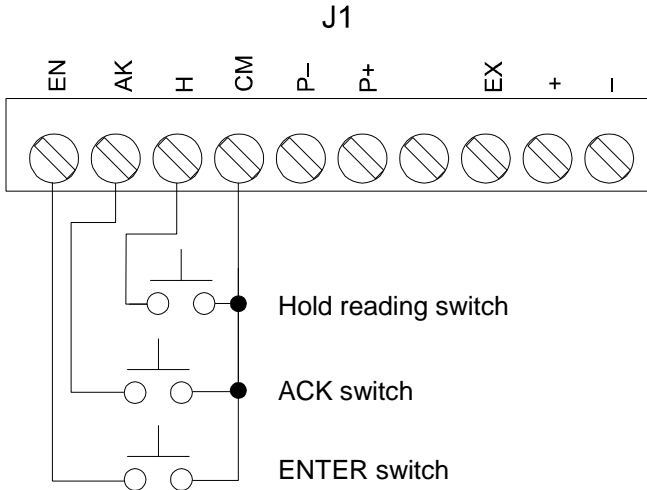 J1
EN AK H CM P– P+ EX + –
Hold reading switch
ACK switch
ENTER switch